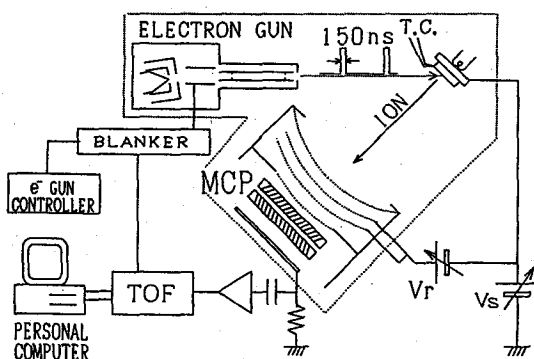 ELECTRON GUN
150ns
T.C.
ION
BLANKER
MCP
e⁻ GUN
CONTROLLER
TOF
Vr
Vs
PERSONAL
COMPUTER